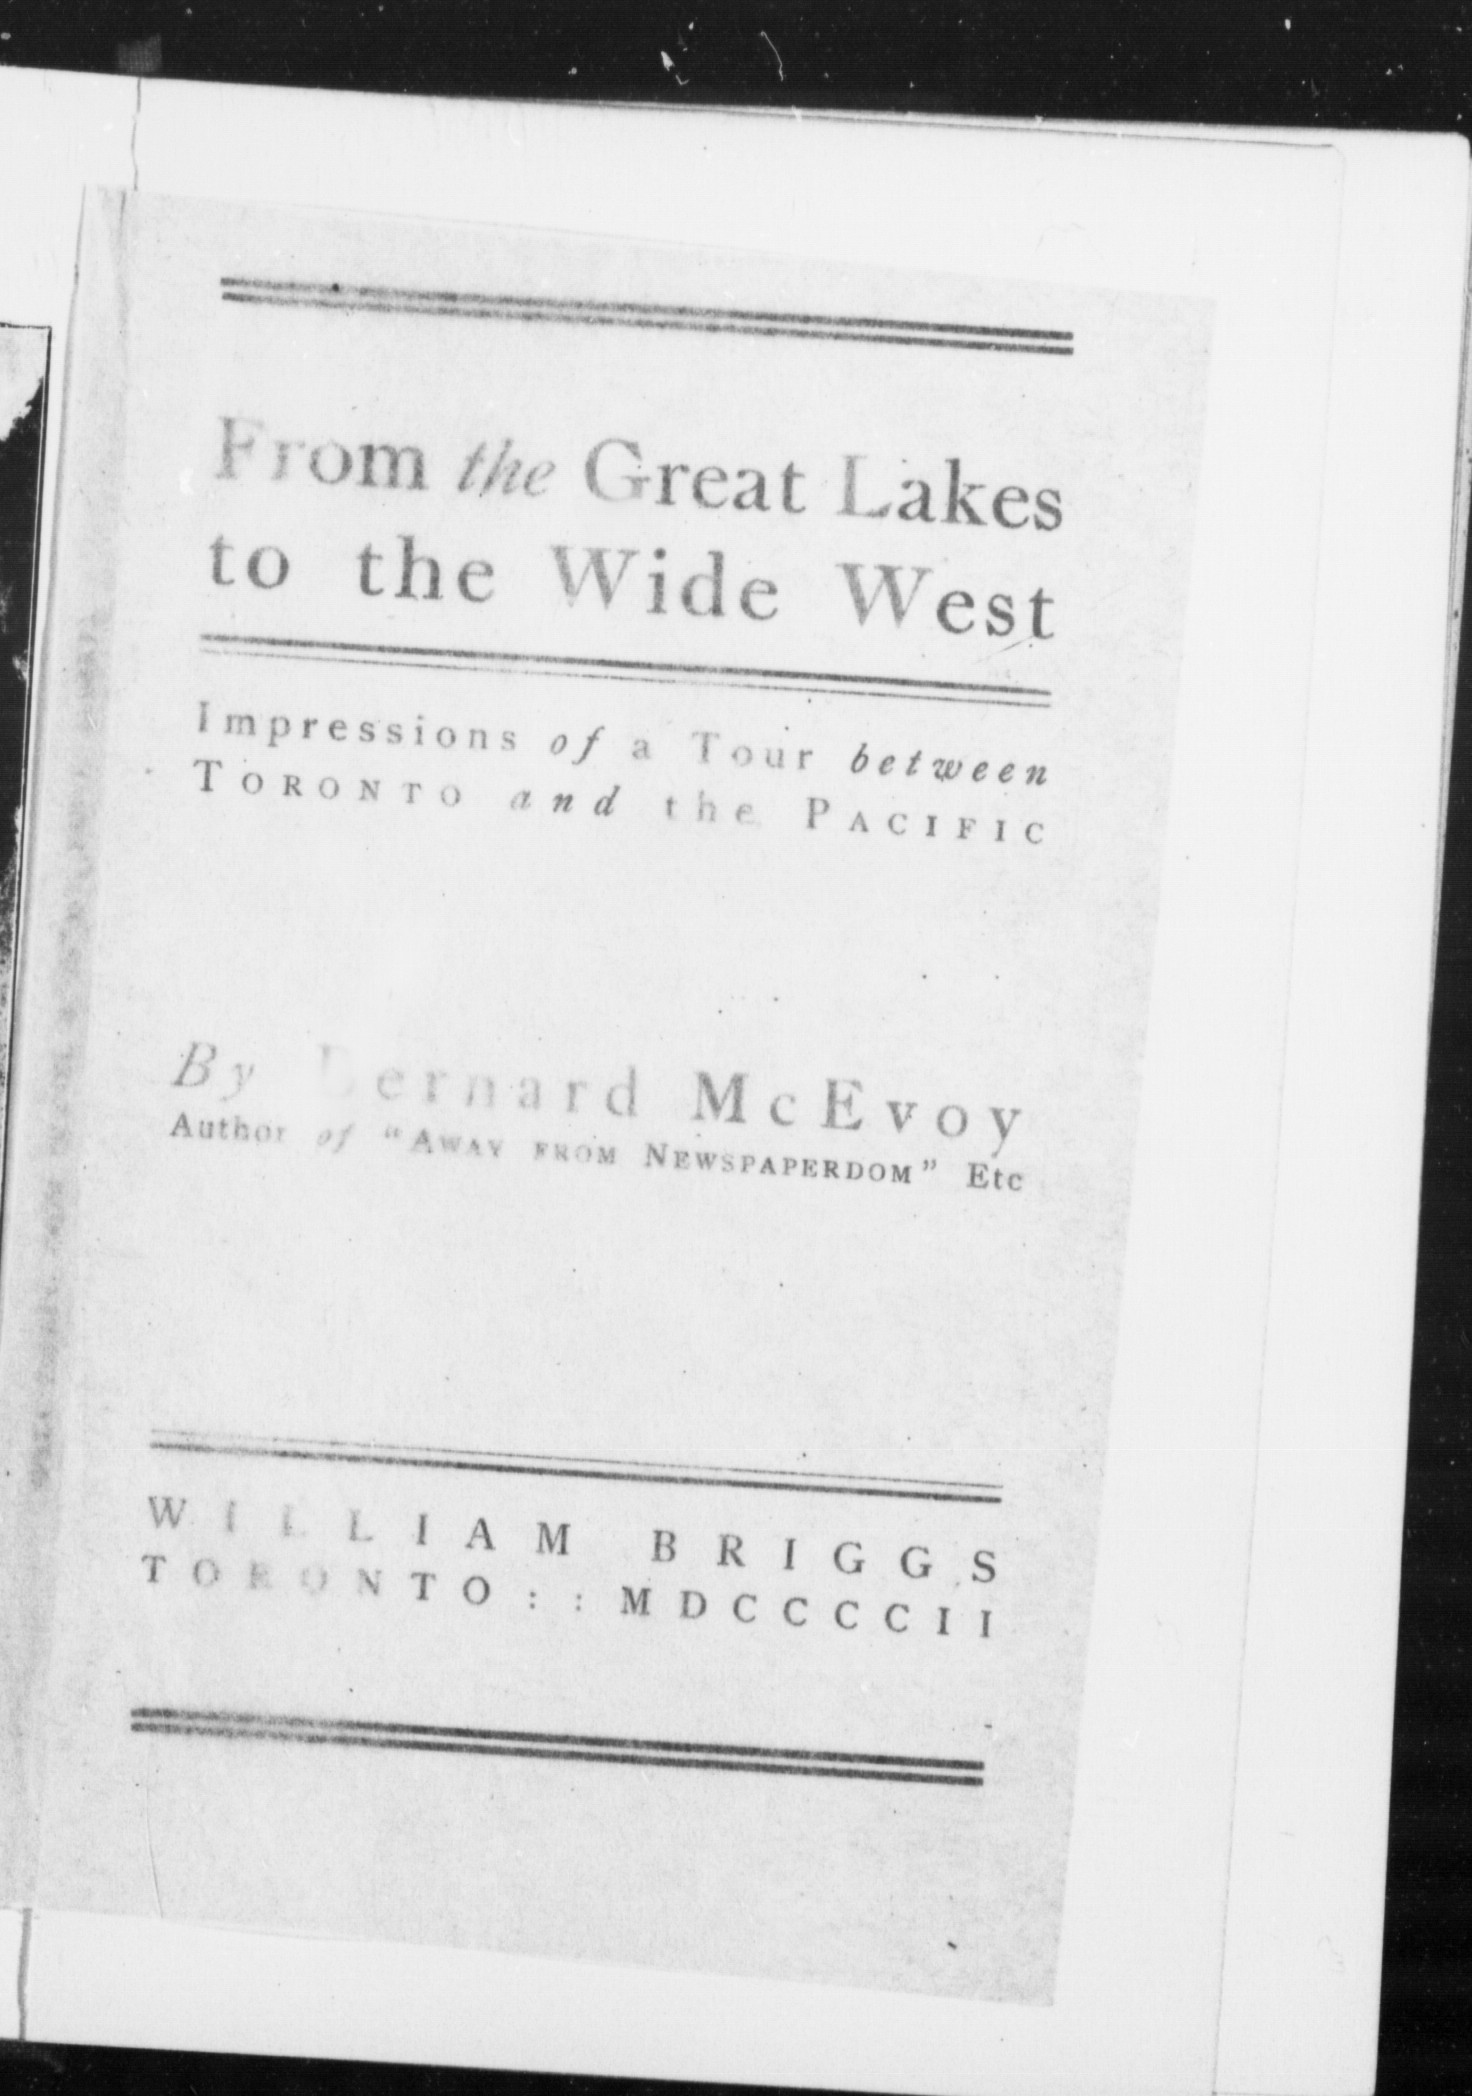 From the Great Lakes
to the Wide West
Impressions of a Tour between
TORONTO and the PACIFIC
By Bernard McEvoy
Author of "AWAY FROM NEWSPAPERDOM" Etc
WILLIAM BRIGGS
TORONTO :: MDCCCCII